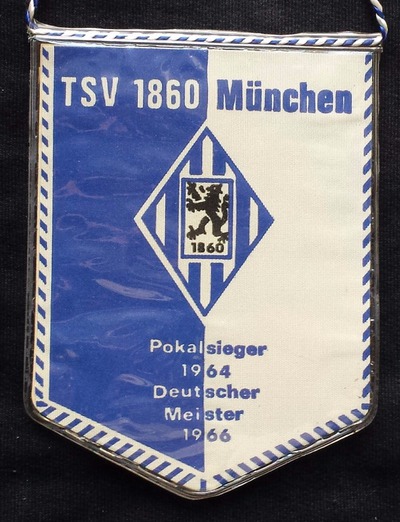 TSV 1860 München
1860
Pokalsieger
1964
Deutscher
Meister
1966